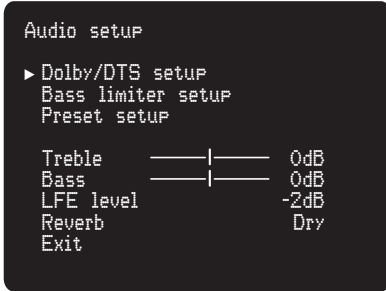 Audio setup
► Dolby/DTS setup
Bass limiter setup
Preset setup
Treble 0dB
Bass 0dB
LFE level -2dB
Reverb Dry
Exit